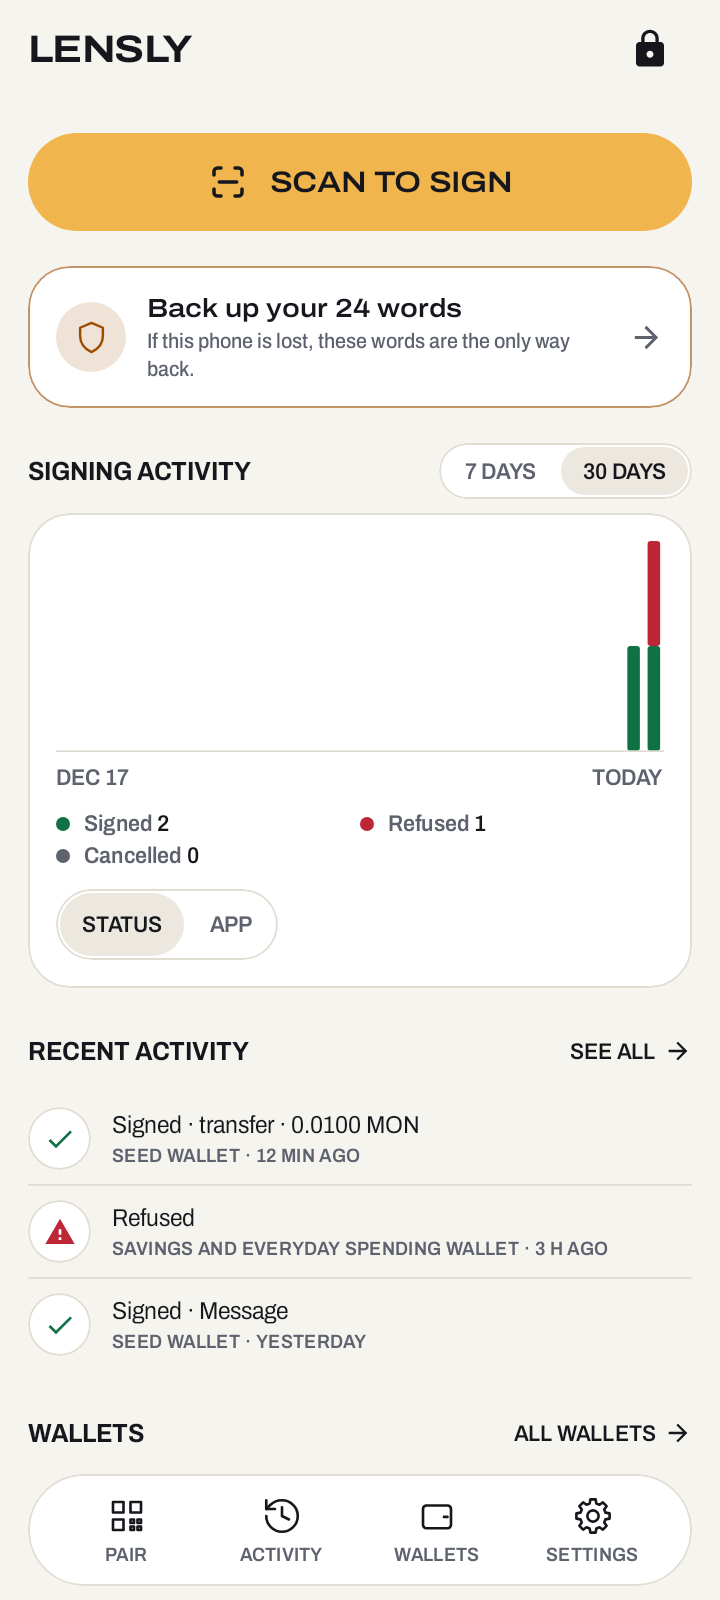 LENSLY
SCAN TO SIGN
Back up your 24 words
If this phone is lost, these words are the only way
back.
SIGNING ACTIVITY
7 DAYS
30 DAYS
DEC 17
TODAY
Signed 2
Refused 1
Cancelled 0
STATUS
APP
RECENT ACTIVITY
SEE ALL
Signed · transfer · 0.0100 MON
SEED WALLET · 12 MIN AGO
Refused
SAVINGS AND EVERYDAY SPENDING WALLET · 3 H AGO
Signed · Message
SEED WALLET · YESTERDAY
WALLETS
ALL WALLETS
PAIR
ACTIVITY
WALLETS
SETTINGS